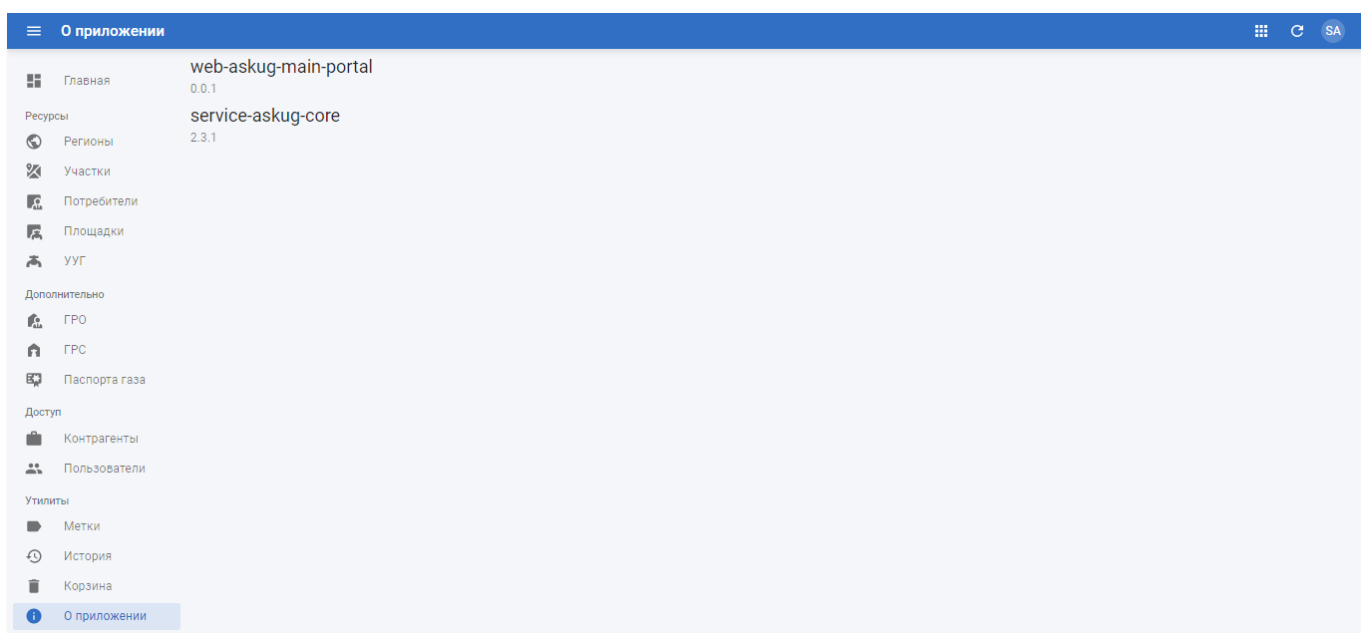 О приложении
SA
Главная
Ресурсы
Регионы
Участки
Потребители
Площадки
УУГ
Дополнительно
ГРО
ГРС
Паспорта газа
Доступ
Контрагенты
Пользователи
Утилиты
Метки
История
Корзина
О приложении
web-askug-main-portal
0.0.1
service-askug-core
2.3.1